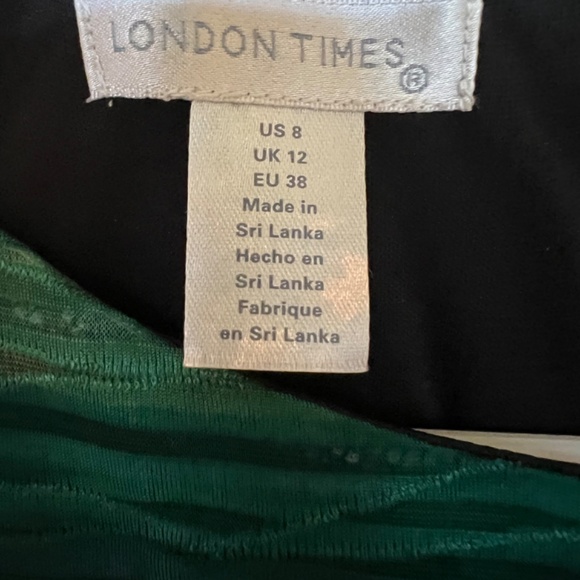 LONDON TIMES®
US 8
UK 12
EU 38
Made in
Sri Lanka
Hecho en
Sri Lanka
Fabrique
en Sri Lanka